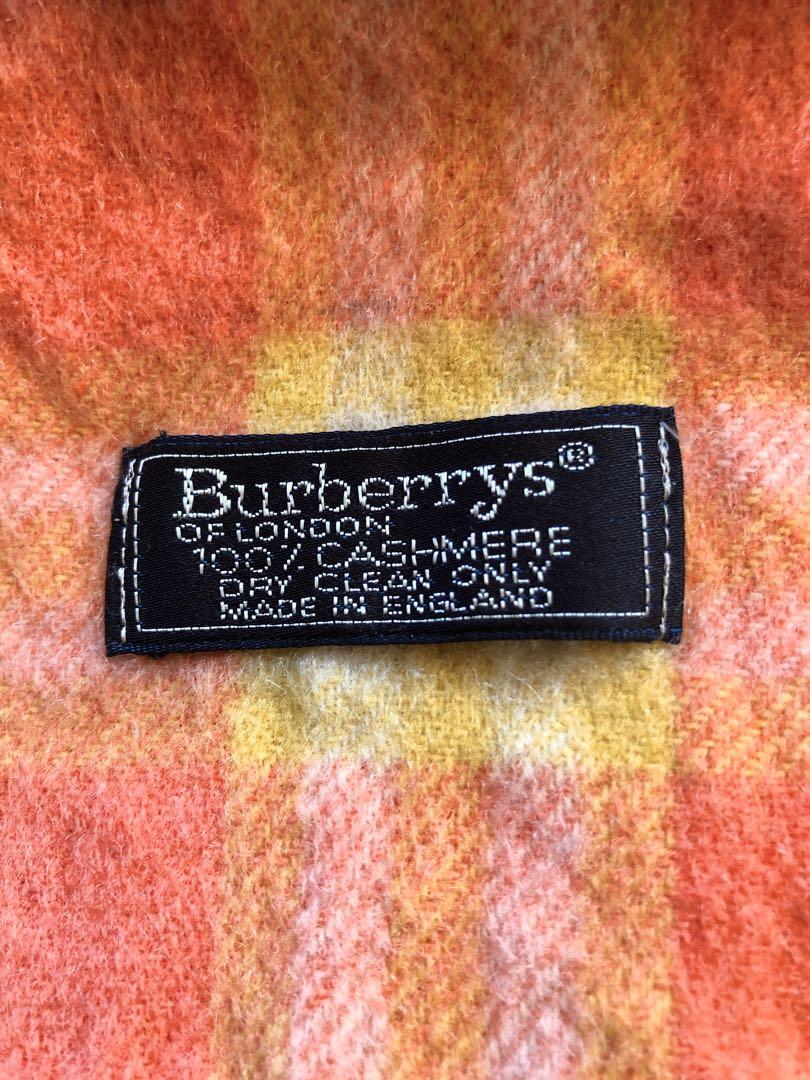 Burberrys®
OF LONDON
100% CASHMERE
DRY CLEAN ONLY
MADE IN ENGLAND